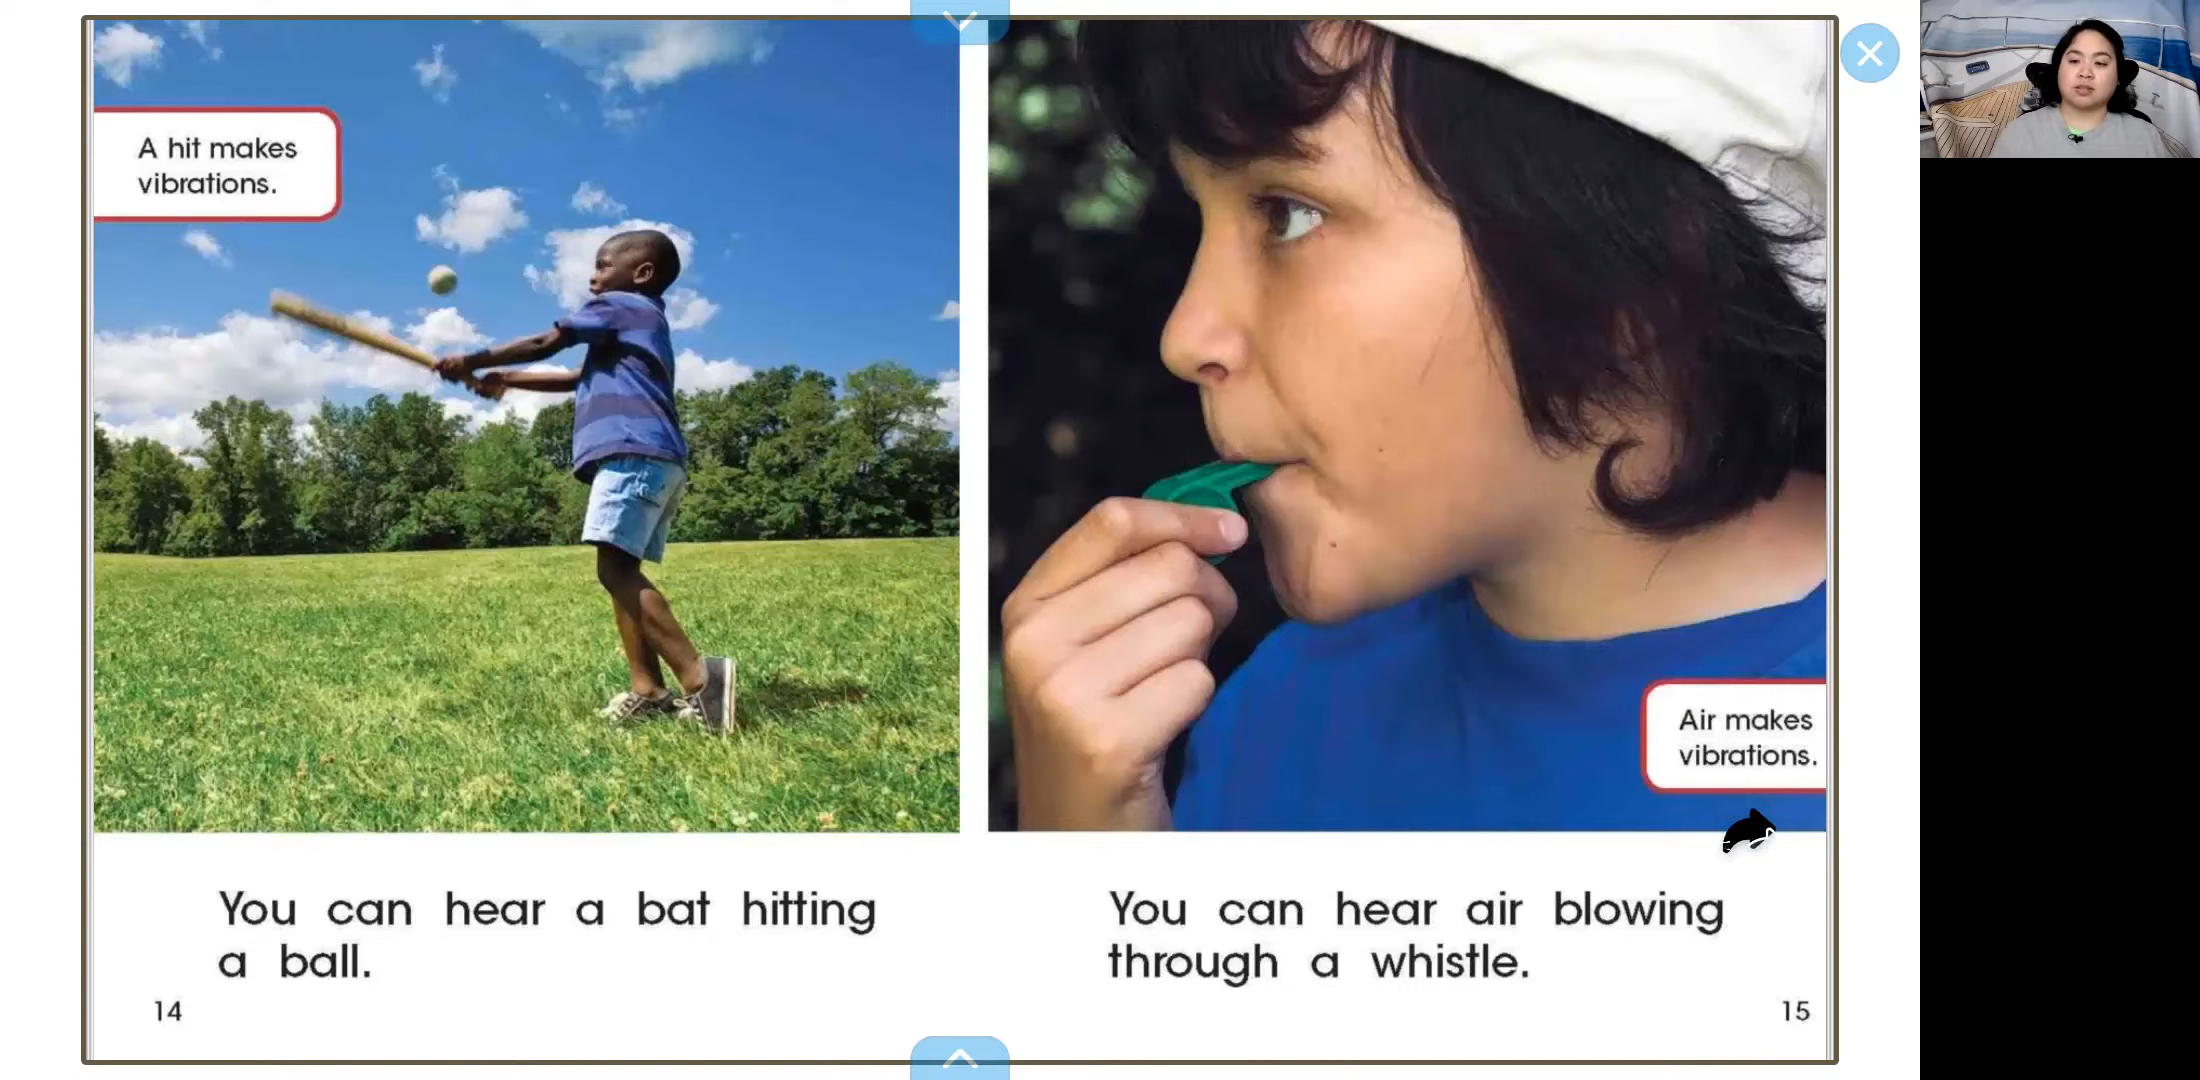 A hit makes
vibrations.
You can hear a bat hitting
a ball.
14
Air makes
vibrations.
You can hear air blowing
through a whistle.
15